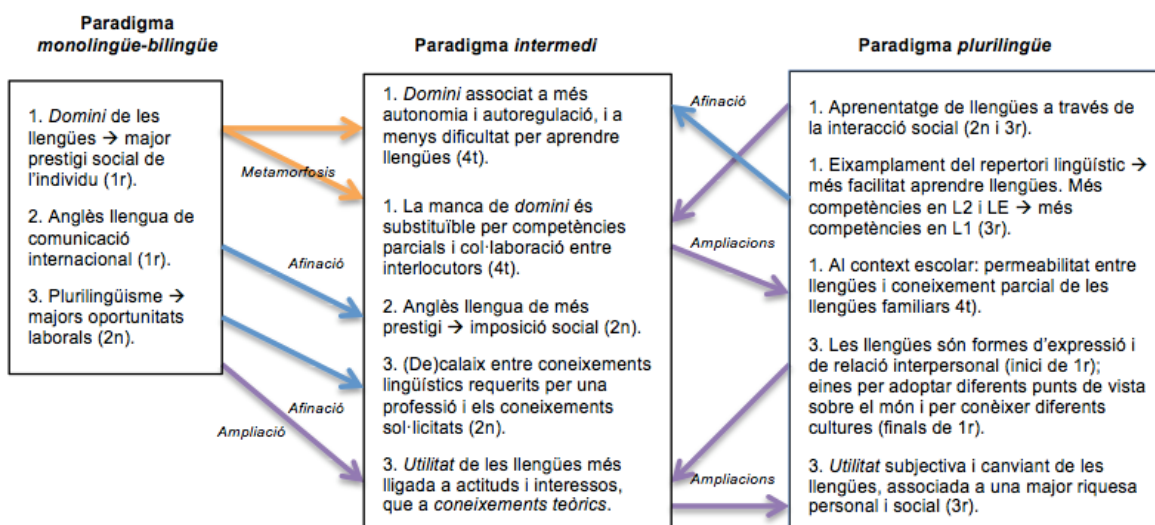 Paradigma
monolingüe-bilingüe
1. Domini de les
llengües → major
prestigi social de
l'individu (1r).
2. Anglès llengua de
comunicació
internacional (1r).
3. Plurilingüisme →
majors oportunitats
laborals (2n).
Metamorfosis
Afinació
Afinació
Ampliació
Paradigma intermedi
1. Domini associat a més
autonomia i autoregulació, i a
menys dificultat per aprendre
llengües (4t).
1. La manca de domini és
substituïble per competències
parcials i col·laboració entre
interlocutors (4t).
2. Anglès llengua de més
prestigi → imposició social (2n).
3. (De)calaix entre coneixements
lingüístics requerits per una
professió i els coneixements
sol·licitats (2n).
3. Utilitat de les llengües més
lligada a actituds i interessos,
que a coneixements teòrics.
Afinació
Ampliacions
Ampliacions
Paradigma plurilingüe
1. Aprenentatge de llengües a través de
la interacció social (2n i 3r).
1. Eixamplament del repertori lingüístic →
més facilitat aprendre llengües. Més
competències en L2 i LE → més
competències en L1 (3r).
1. Al context escolar: permeabilitat entre
llengües i coneixement parcial de les
llengües familiars 4t).
3. Les llengües són formes d'expressió i
de relació interpersonal (inici de 1r);
eines per adoptar diferents punts de vista
sobre el món i per conèixer diferents
cultures (finals de 1r).
3. Utilitat subjectiva i canviant de les
llengües, associada a una major riquesa
personal i social (3r).